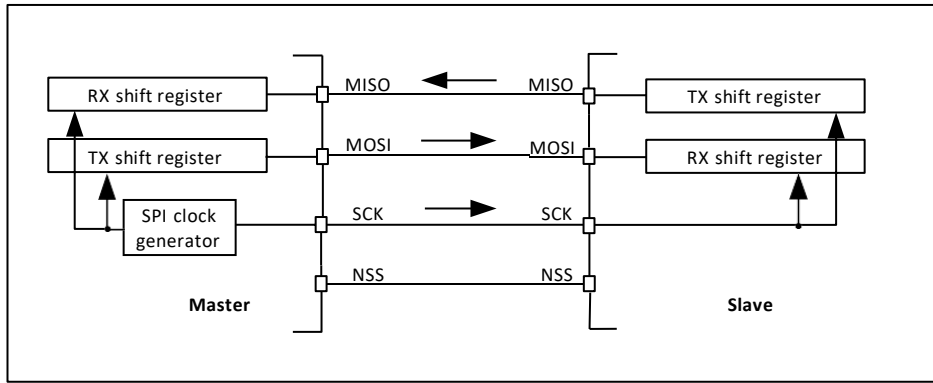 RX shift register
MISO
MISO
TX shift register
TX shift register
MOSI
MOSI
RX shift register
SPI clock
generator
SCK
SCK
NSS
NSS
Master
Slave